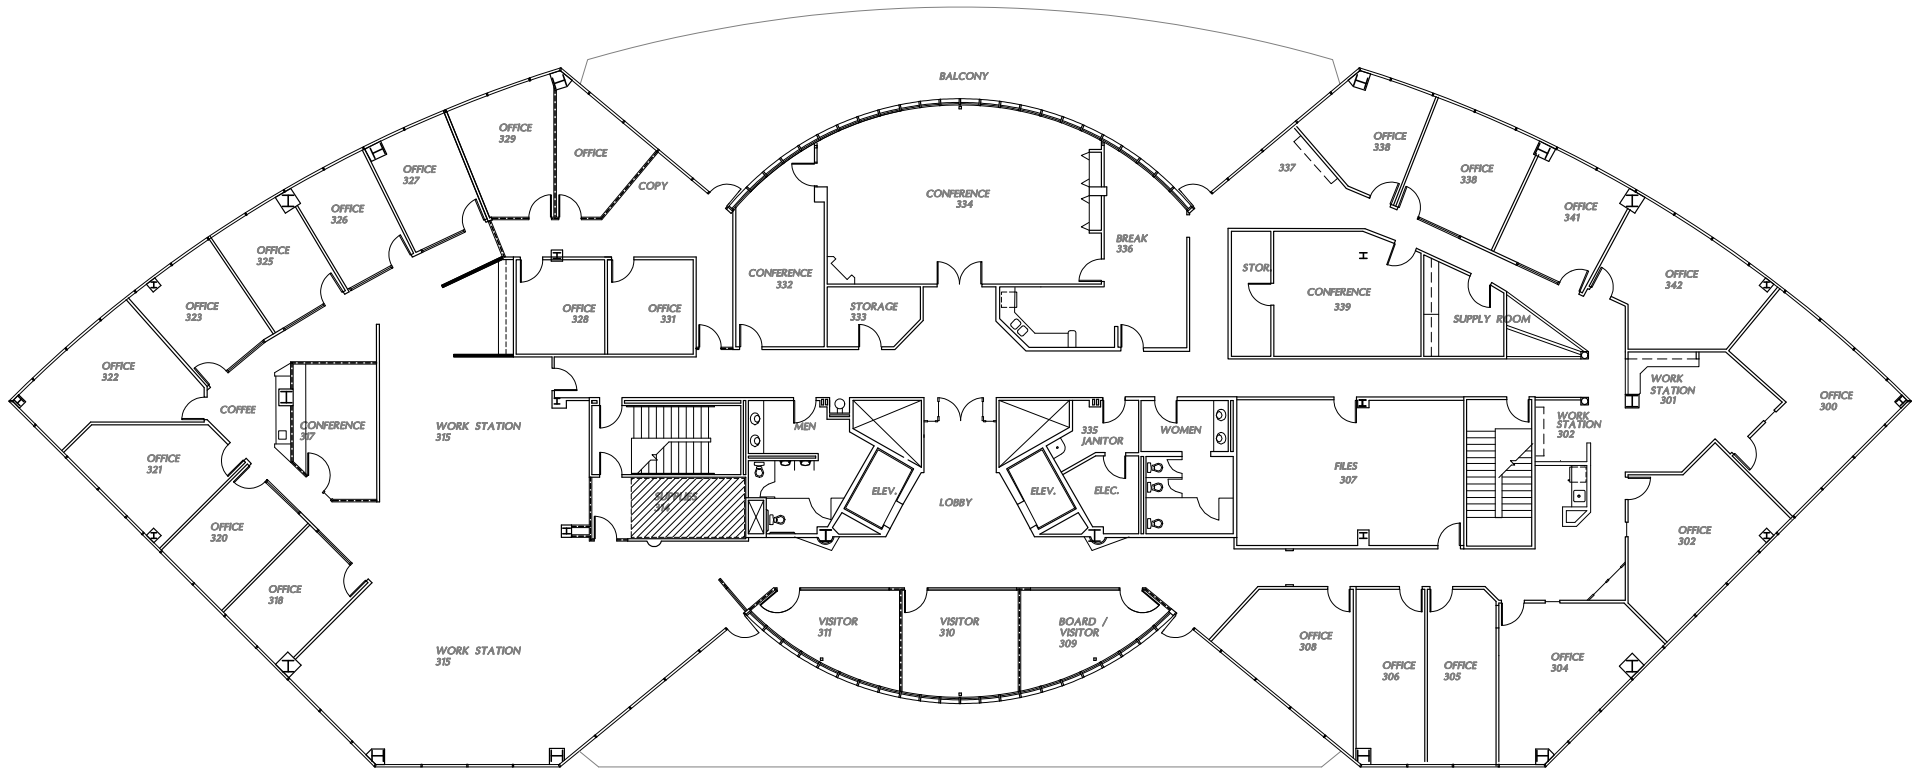 BALCONY
OFFICE
329
OFFICE
COPY
OFFICE
327
OFFICE
326
OFFICE
325
OFFICE
323
OFFICE
322
COFFEE
CONFERENCE
317
OFFICE
321
OFFICE
320
OFFICE
318
WORK STATION
315
WORK STATION
315
OFFICE
328
OFFICE
331
CONFERENCE
332
CONFERENCE
334
STORAGE
333
BREAK
336
MEN
SUPPLIES
314
ELEV.
LOBBY
ELEV.
335
JANITOR
ELEC.
WOMEN
VISITOR
311
VISITOR
310
BOARD /
VISITOR
309
337
OFFICE
338
OFFICE
338
OFFICE
341
OFFICE
342
STOR.
CONFERENCE
339
SUPPLY ROOM
WORK
STATION
301
OFFICE
300
WORK
STATION
302
FILES
307
OFFICE
302
OFFICE
308
OFFICE
306
OFFICE
305
OFFICE
304